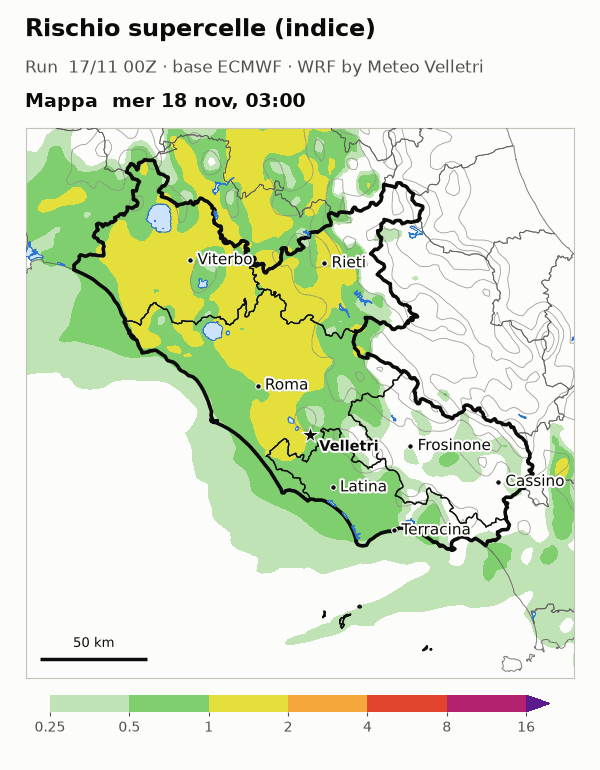 Rischio supercelle (indice)
Run  17/11 00Z · base ECMWF · WRF by Meteo Velletri
Mappa  mer 18 nov, 03:00
Viterbo
Rieti
Roma
Velletri
Frosinone
Cassino
Latina
Terracina
50 km
0.25 0.5 1 2 4 8 16